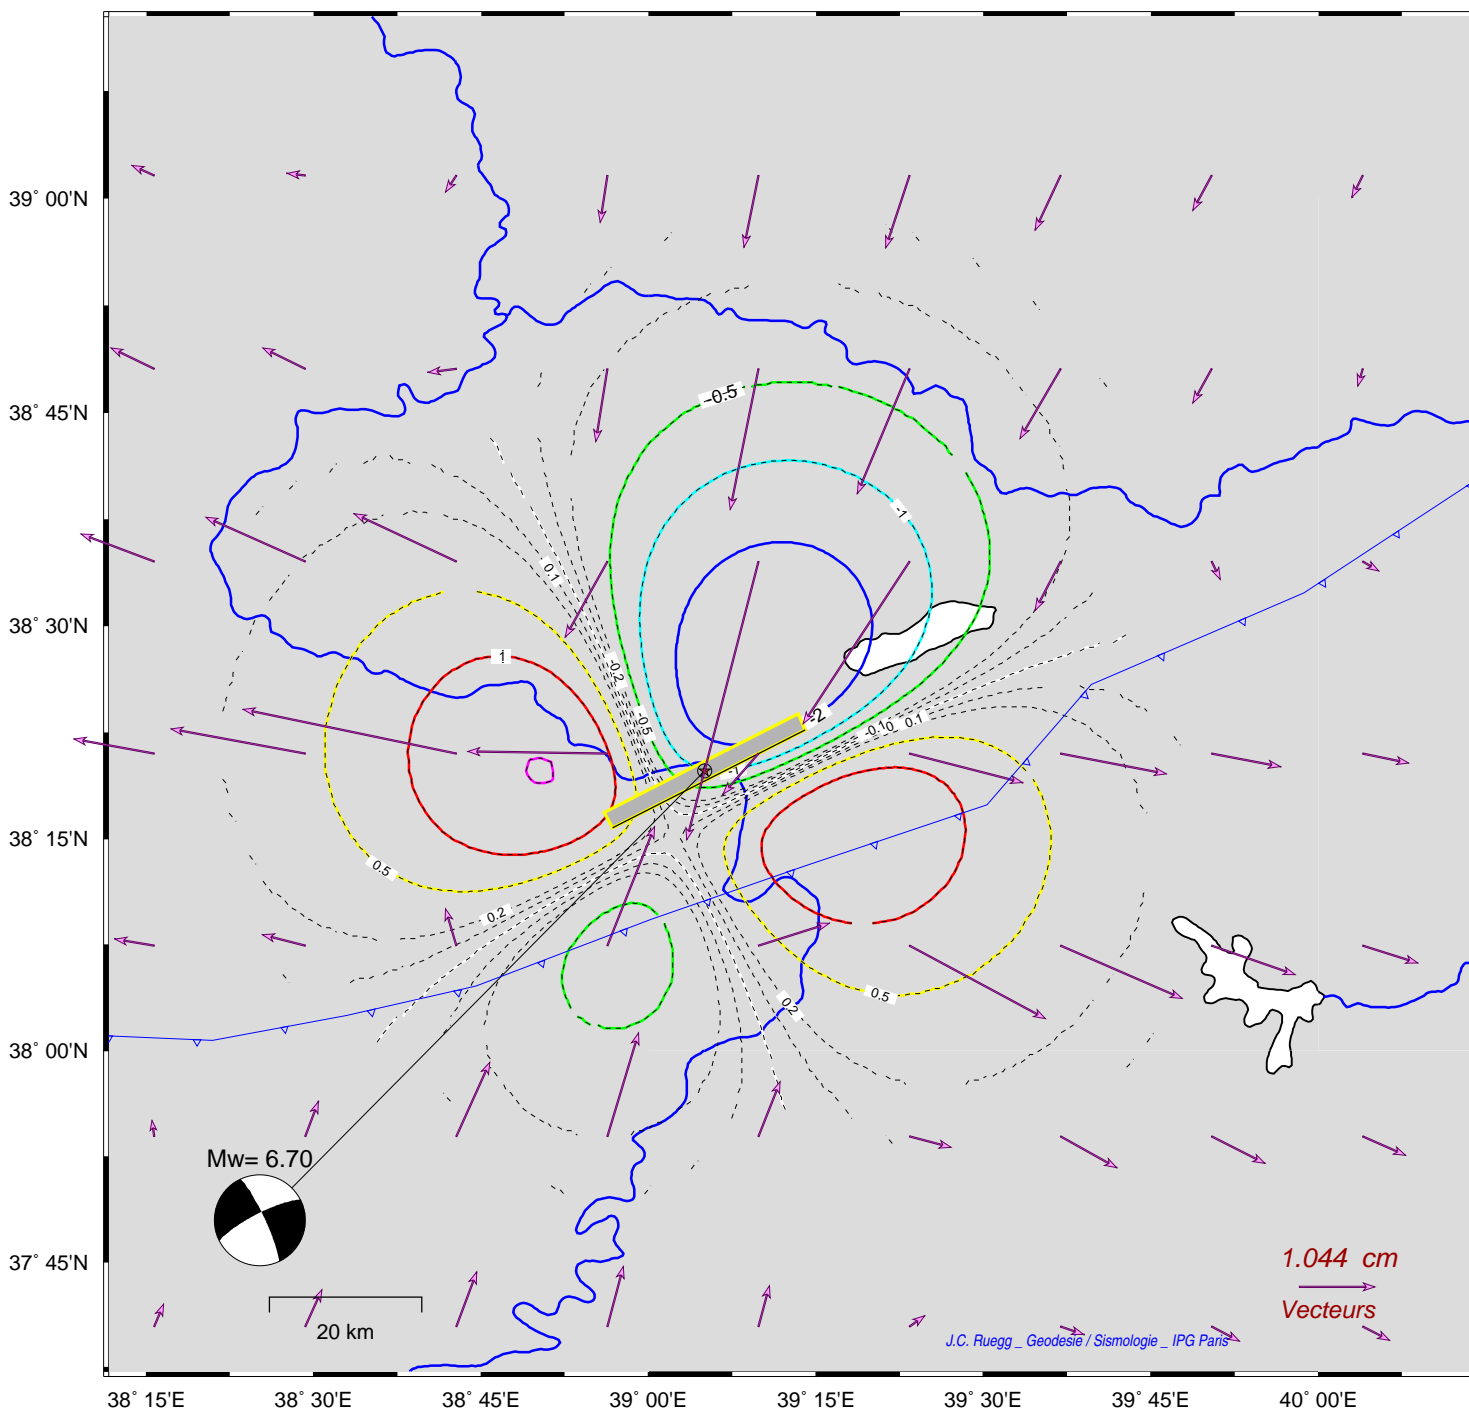 39° 00'N
38° 45'N
38° 30'N
38° 15'N
38° 00'N
37° 45'N
-0.5
-1
0.1
-0.2
1
-0.5
-2
-0.1
0
0.1
-1
0.5
0.2
0.5
0.2
Mw= 6.70
20 km
1.044 cm
Vecteurs
J.C. Ruegg _ Geodesie / Sismologie _ IPG Paris
38° 15'E
38° 30'E
38° 45'E
39° 00'E
39° 15'E
39° 30'E
39° 45'E
40° 00'E